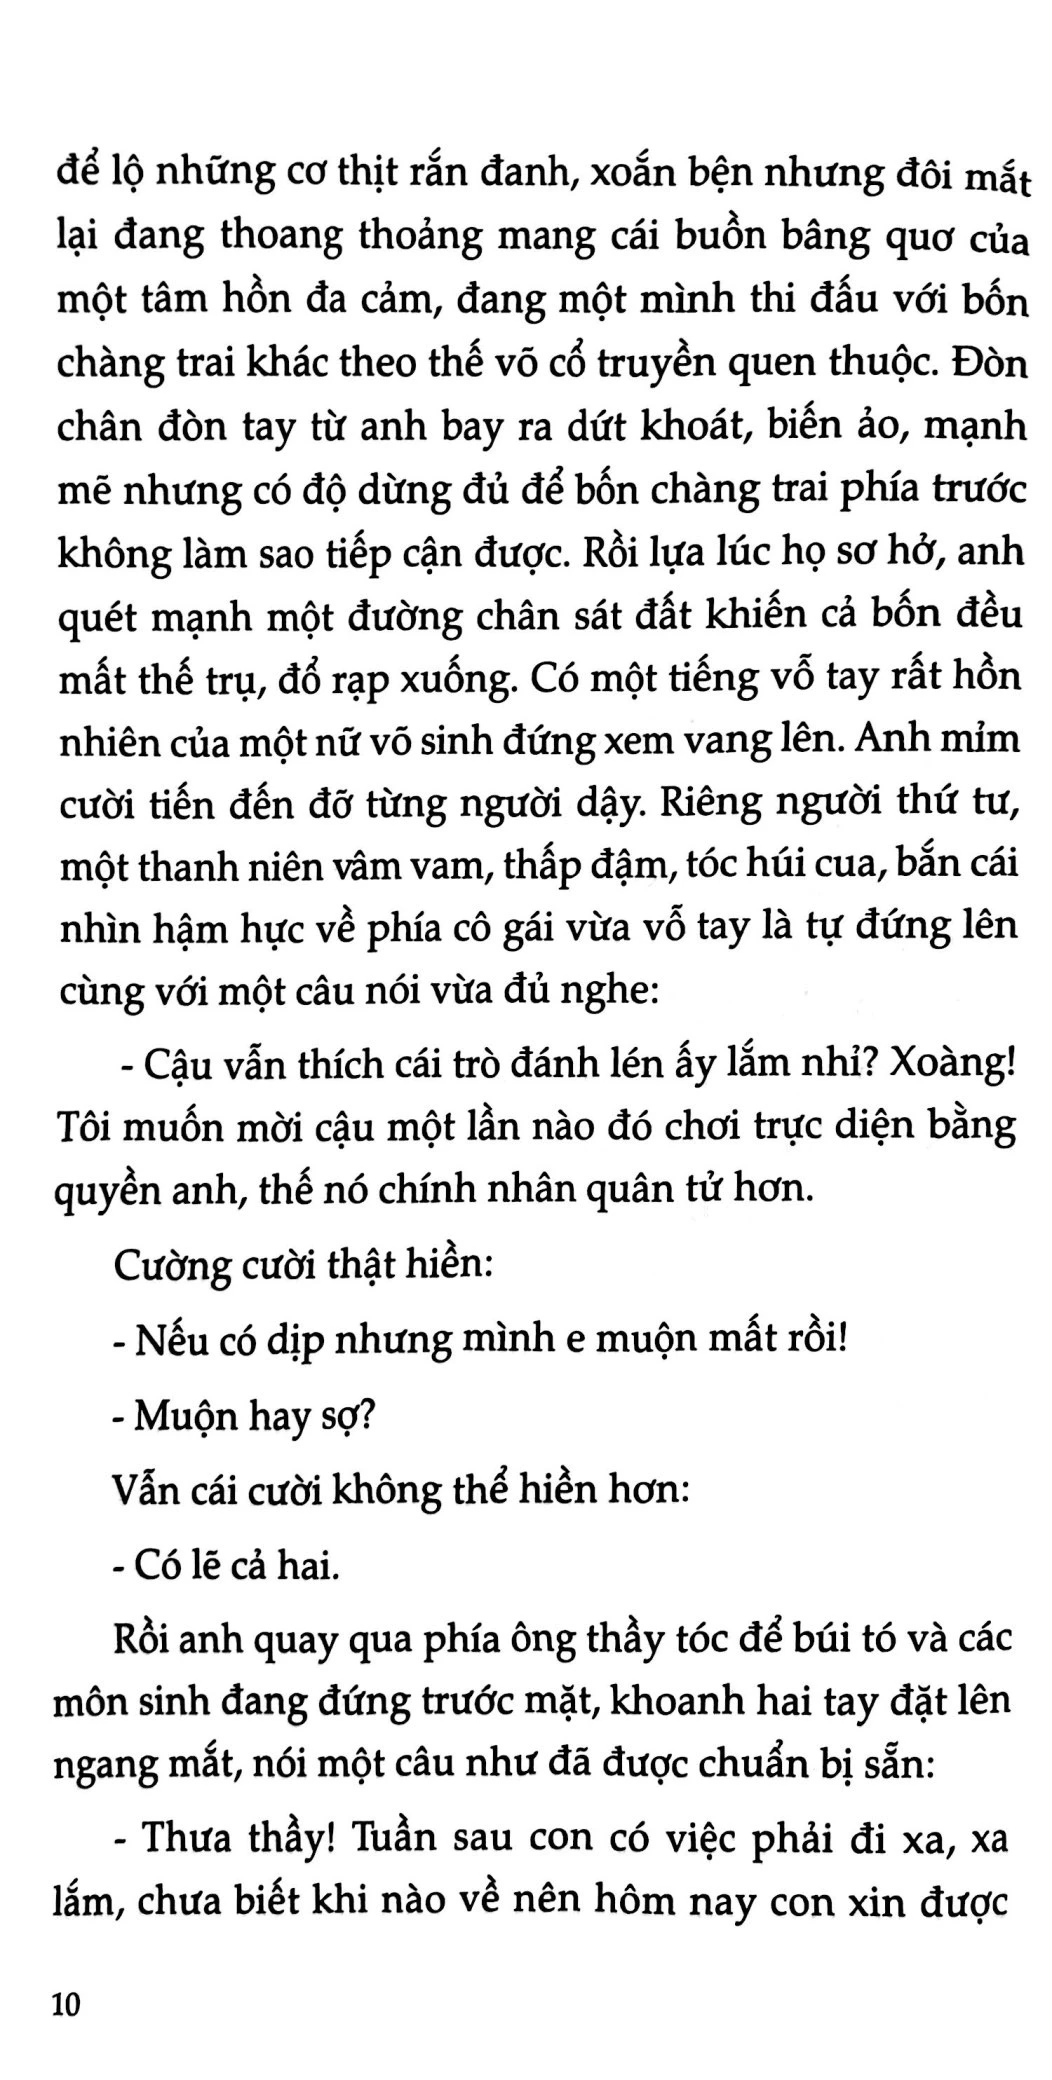 để lộ những cơ thịt rắn đanh, xoắn bện nhưng đôi mắt
lại đang thoang thoảng mang cái buồn bâng quơ của
một tâm hồn đa cảm, đang một mình thi đấu với bốn
chàng trai khác theo thế võ cổ truyền quen thuộc. Đòn
chân đòn tay từ anh bay ra dứt khoát, biến ảo, mạnh
mẽ nhưng có độ dừng đủ để bốn chàng trai phía trước
không làm sao tiếp cận được. Rồi lựa lúc họ sơ hở, anh
quét mạnh một đường chân sát đất khiến cả bốn đều
mất thế trụ, đổ rạp xuống. Có một tiếng vỗ tay rất hồn
nhiên của một nữ võ sinh đứng xem vang lên. Anh mỉm
cười tiến đến đỡ từng người dậy. Riêng người thứ tư,
một thanh niên vâm vam, thấp đậm, tóc húi cua, bắn cái
nhìn hậm hực về phía cô gái vừa vỗ tay là tự đứng lên
cùng với một câu nói vừa đủ nghe:
- Cậu vẫn thích cái trò đánh lén ấy lắm nhỉ? Xoàng!
Tôi muốn mời cậu một lần nào đó chơi trực diện bằng
quyền anh, thế nó chính nhân quân tử hơn.
Cường cười thật hiền:
- Nếu có dịp nhưng mình e muộn mất rồi!
- Muộn hay sợ?
Vẫn cái cười không thể hiền hơn:
- Có lẽ cả hai.
Rồi anh quay qua phía ông thầy tóc để búi tó và các
môn sinh đang đứng trước mặt, khoanh hai tay đặt lên
ngang mắt, nói một câu như đã được chuẩn bị sẵn:
- Thưa thầy! Tuần sau con có việc phải đi xa, xa
lắm, chưa biết khi nào về nên hôm nay con xin được
10